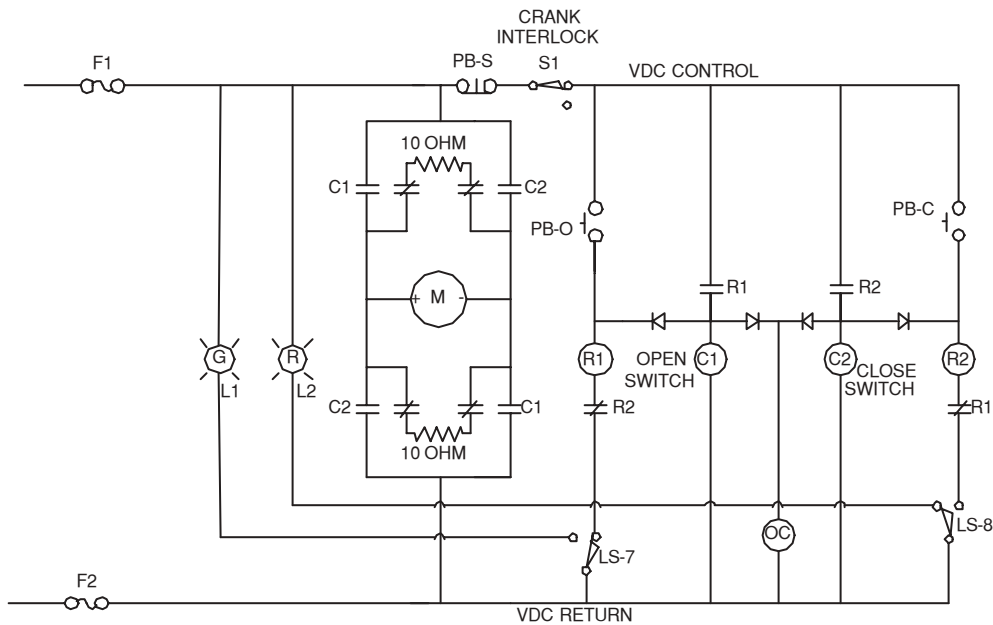 CRANK
INTERLOCK
F1
PB-S
S1
VDC CONTROL
10 OHM
C1
C2
PB-O
PB-C
R1
R2
+ M -
G
R
R1
OPEN
SWITCH
C1
C2
CLOSE
SWITCH
R2
L1
L2
C2
C1
R2
R1
10 OHM
LS-8
OC
LS-7
F2
VDC RETURN